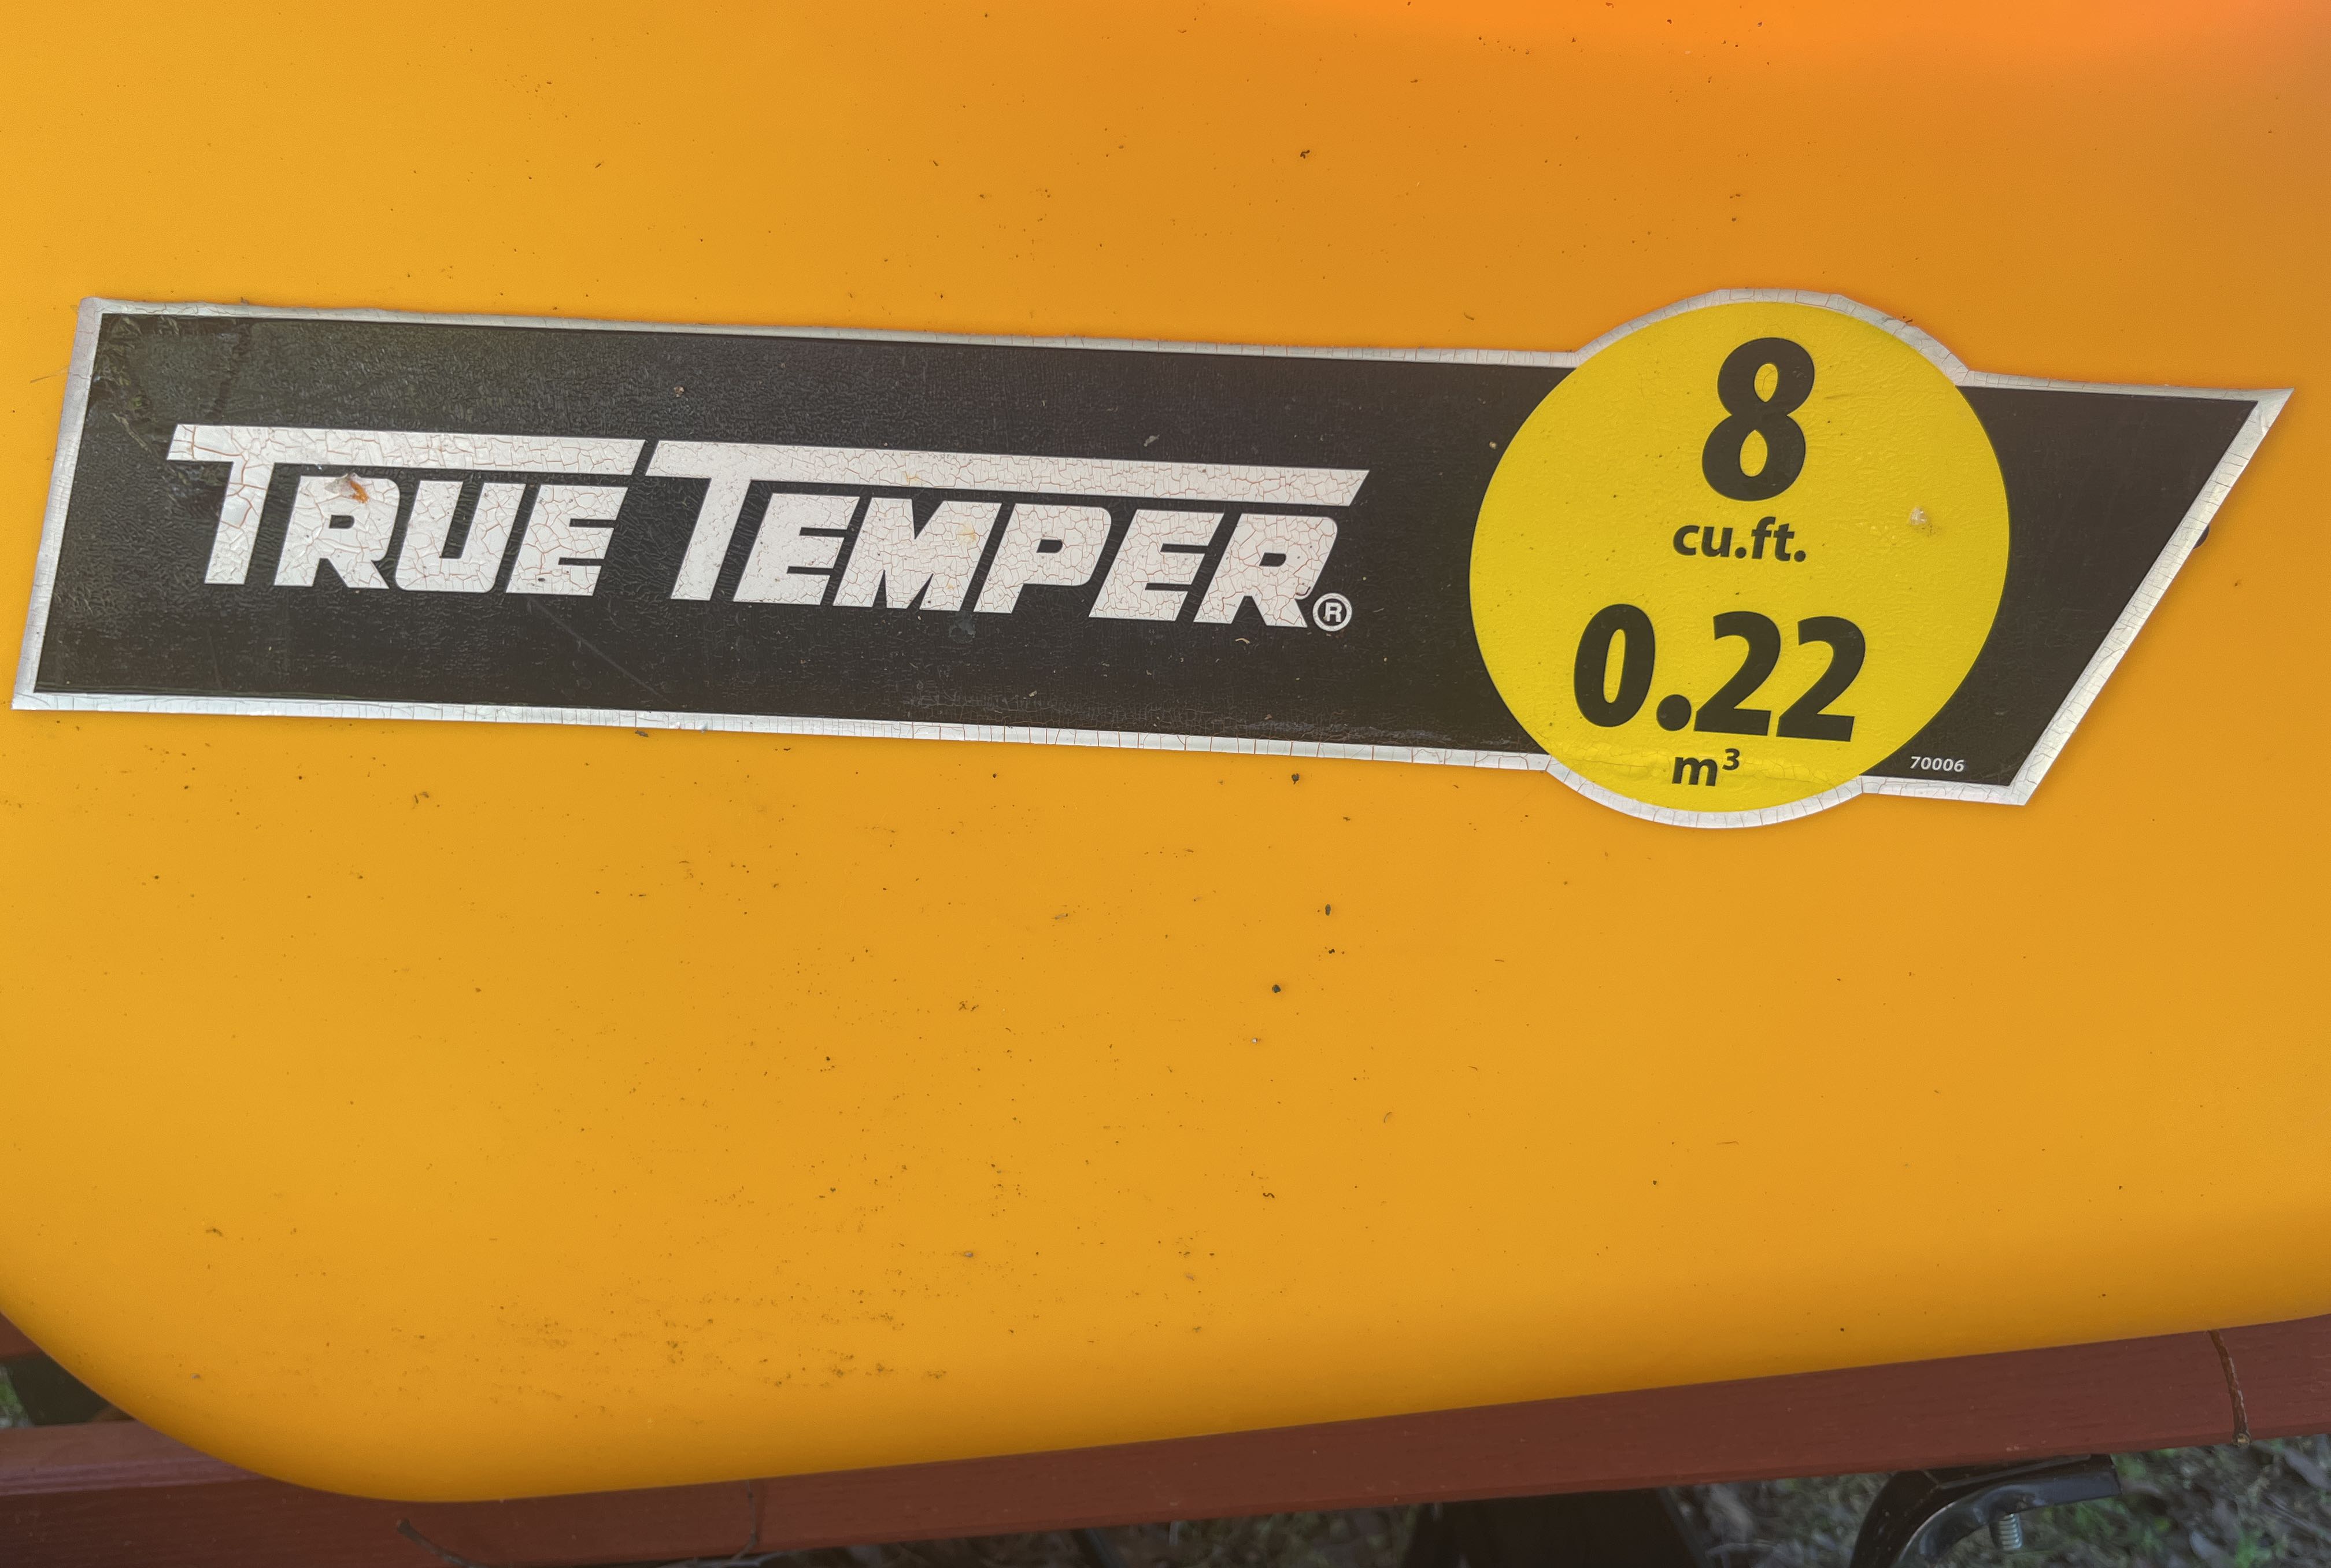 TRUE TEMPER®
8
cu.ft.
0.22
m³
70006